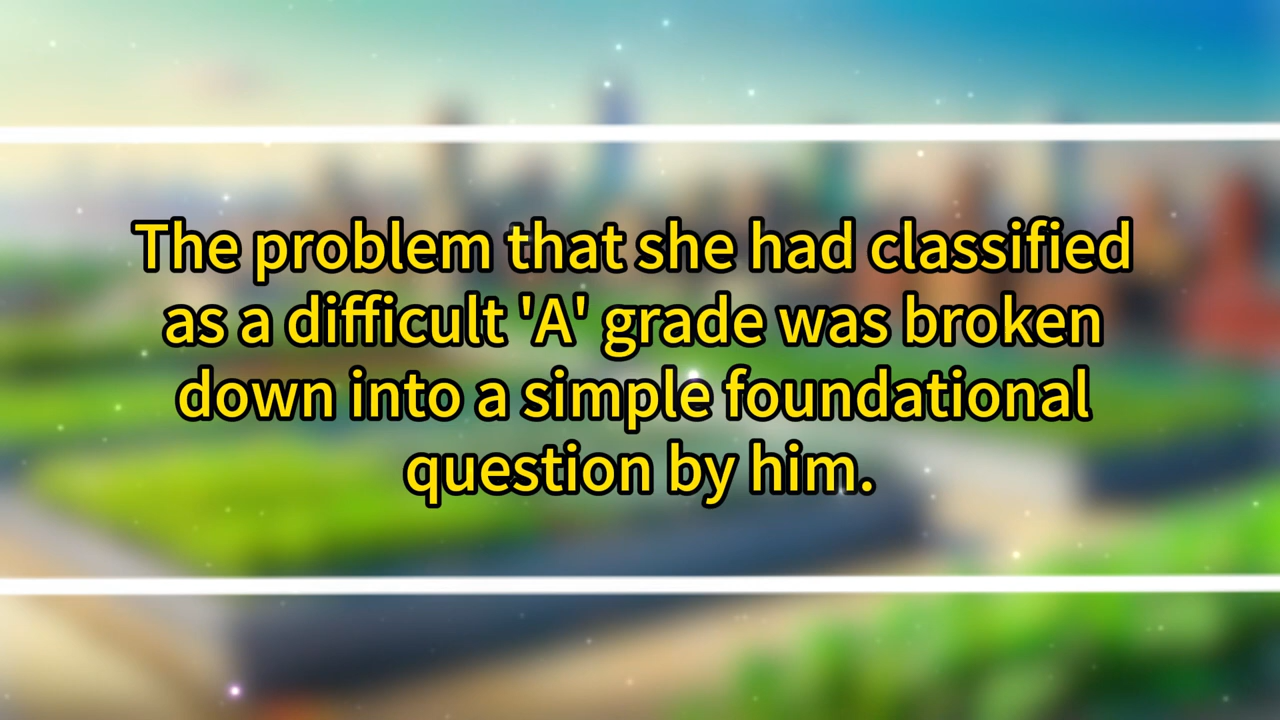 The problem that she had classified
as a difficult 'A' grade was broken
down into a simple foundational
question by him.